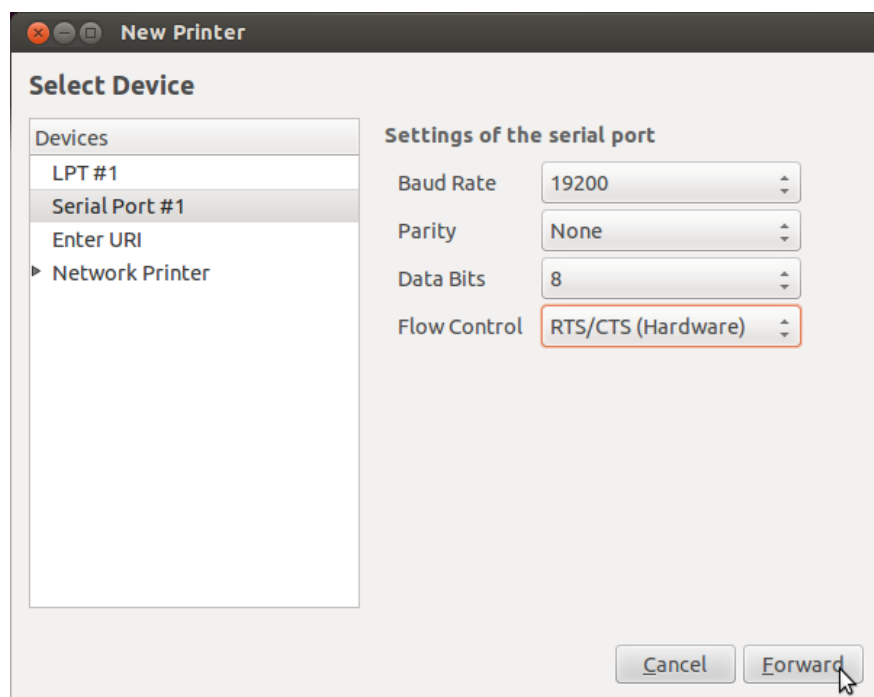 New Printer
Select Device
Devices
LPT #1
Serial Port #1
Enter URI
Network Printer
Settings of the serial port
Baud Rate 19200
Parity None
Data Bits 8
Flow Control RTS/CTS (Hardware)
Cancel Forward